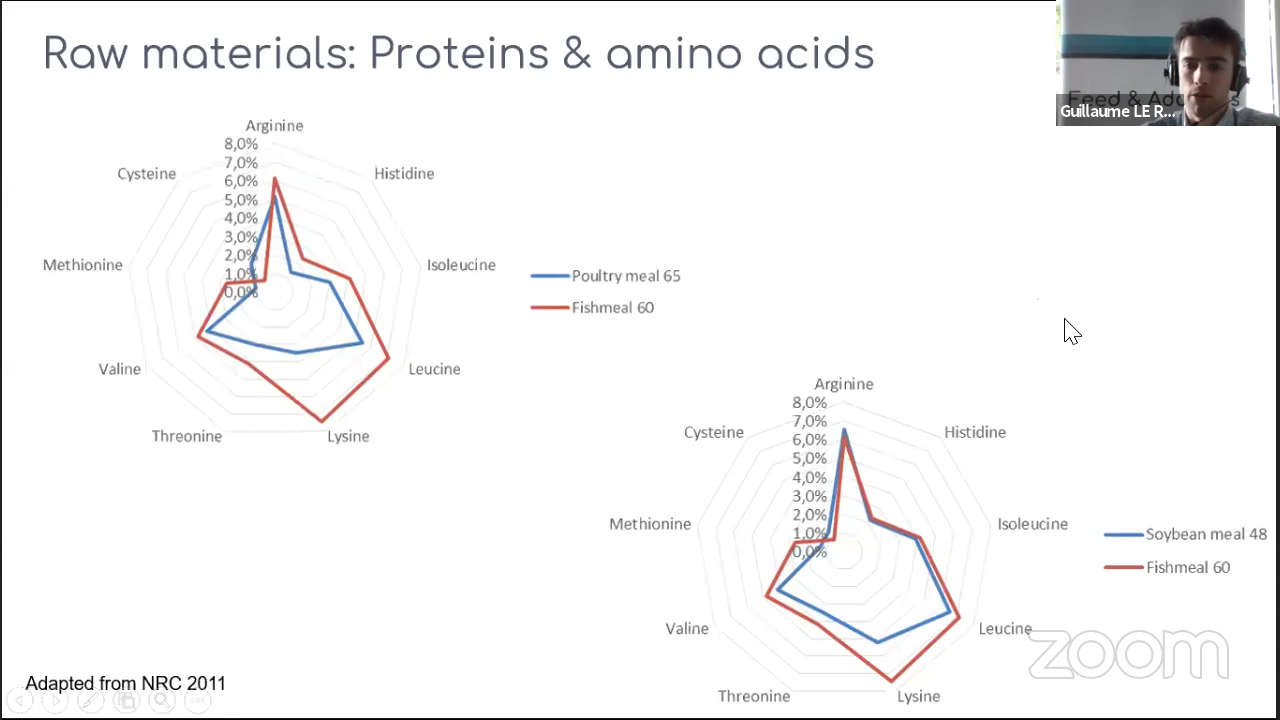 Raw materials: Proteins & amino acids
Feed & Ad
Guillaume LE R...
Arginine
8,0%
7,0%
6,0%
5,0%
4,0%
3,0%
2,0%
1,0%
0,0%
Cysteine
Histidine
Methionine
Isoleucine
Valine
Leucine
Threonine
Lysine
Poultry meal 65
Fishmeal 60
Arginine
8,0%
7,0%
6,0%
5,0%
4,0%
3,0%
2,0%
1,0%
0,0%
Cysteine
Histidine
Methionine
Isoleucine
Valine
Leucine
Threonine
Lysine
Soybean meal 48
Fishmeal 60
zoom
Adapted from NRC 2011